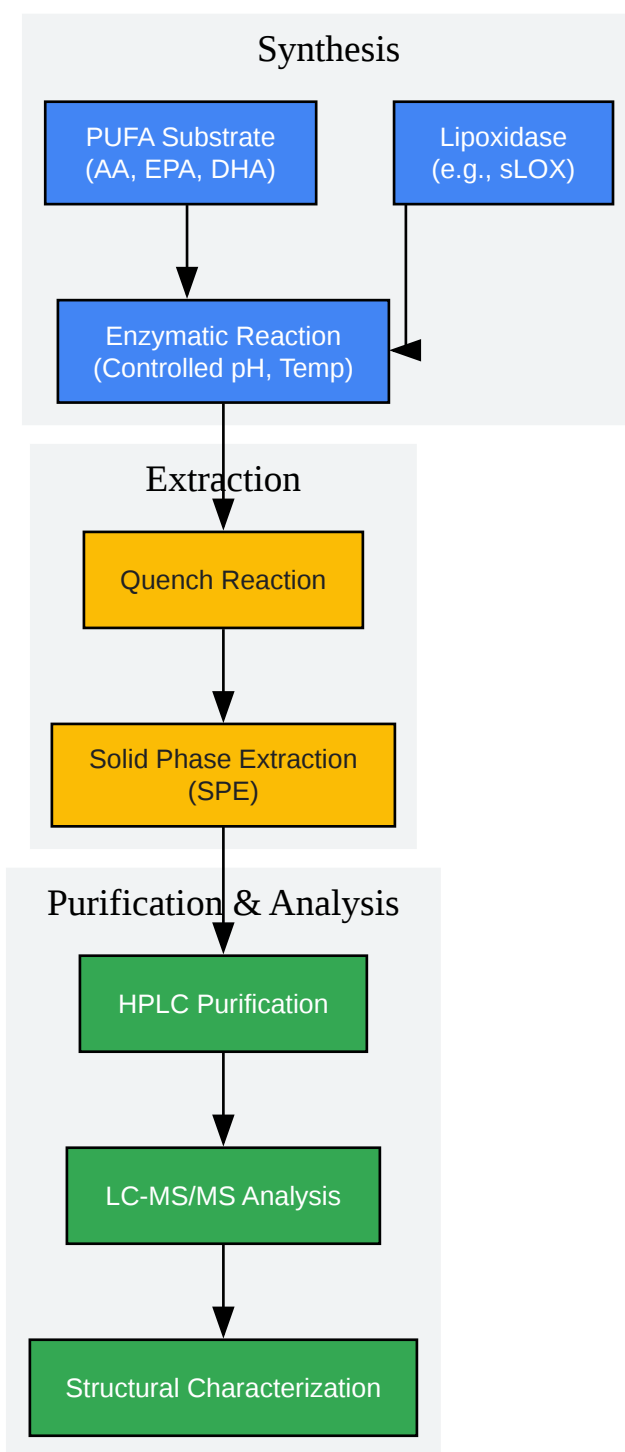 Synthesis
PUFA Substrate
(AA, EPA, DHA)
Lipoxidase
(e.g., sLOX)
Enzymatic Reaction
(Controlled pH, Temp)
Extraction
Quench Reaction
Solid Phase Extraction
(SPE)
Purification & Analysis
HPLC Purification
LC-MS/MS Analysis
Structural Characterization